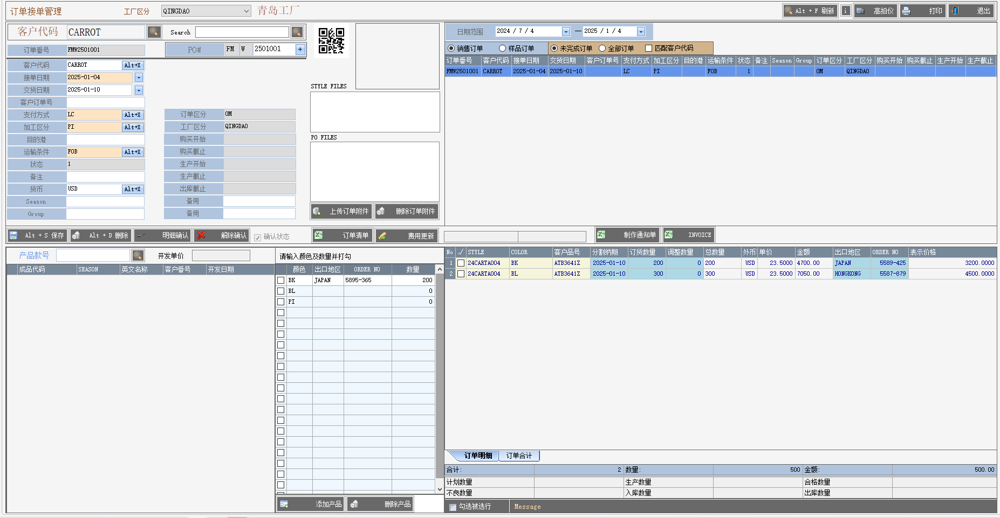 订单接单管理 工厂区分 QINGDAO 青岛工厂 Alt + F 刷新 i 高拍仪 打印 退出
客户代码 CARROT Search
订单番号 FMW2501001 PO# FM W 2501001 +
客户代码 CARROT Alt+X
接单日期 2025-01-04
交货日期 2025-01-10
客户订单号
支付方式 LC Alt+X
加工区分 PI Alt+X
目的港
运输条件 FOB Alt+X
状态 1
备注
货币 USD Alt+X
Season
Group
订单区分 OM
工厂区分 QINGDAO
购买开始
购买截止
生产开始
生产截止
出库截止
备用
备用
STYLE FILES
PO FILES
上传订单附件 删除订单附件
日期范围 2024 / 7 / 4 — 2025 / 1 / 4
销售订单 样品订单 未完成订单 全部订单 匹配客户代码
订单番号 客户代码 接单日期 交货日期 客户订单号 支付方式 加工区分 目的港 运输条件 状态 备注 Season Group 订单区分 工厂区分 购买开始 购买截止 生产开始 生产截止
FMW2501001 CARROT 2025-01-04 2025-01-10 LC PI FOB 1 OM QINGDAO
Alt + S 保存 Alt + D 删除 明细确认 解除确认 确认状态 订单清单 费用更新 制作通知单 INVOICE
产品款号 开发单价
成品代码 SEASON 英文名称 客户番号 开发日期
请输入颜色及数量并打勾
颜色 出口地区 ORDER NO 数量
BK JAPAN 5895-365 200
BL 0
PI 0
添加产品 删除产品
No √ STYLE COLOR 客户品号 分割纳期 订货数量 调整数量 总数量 外币 单价 金额 出口地区 ORDER NO 表示价格
1 24CARTA004 BK ATB3641Z 2025-01-10 200 0 200 USD 23.5000 4700.00 JAPAN 5589-425 3200.0000
2 24CARTA004 BL ATB3641Z 2025-01-10 300 0 300 USD 23.5000 7050.00 HONGKONG 5587-879 4500.0000
订单明细 订单合计
合计: 2 数量: 500 金额: 500.00
计划数量 生产数量 合格数量
不良数量 入库数量 出库数量
勾选被选行 Message